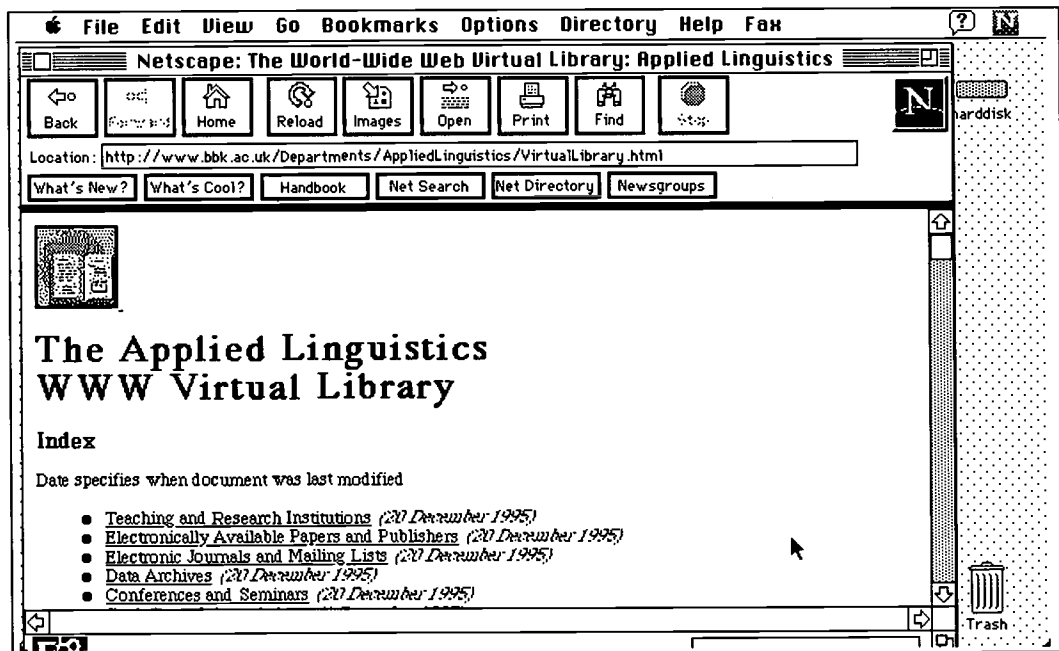 File Edit View Go Bookmarks Options Directory Help Fax ? N
Netscape: The World-Wide Web Virtual Library: Applied Linguistics
Back Forward Home Reload Images Open Print Find Stop N
harddisk
Location: http://www.bbk.ac.uk/Departments/AppliedLinguistics/VirtualLibrary.html
What's New? What's Cool? Handbook Net Search Net Directory Newsgroups
The Applied Linguistics
WWW Virtual Library
Index
Date specifies when document was last modified
Teaching and Research Institutions (20 December 1995)
Electronically Available Papers and Publishers (20 December 1995)
Electronic Journals and Mailing Lists (20 December 1995)
Data Archives (20 December 1995)
Conferences and Seminars (20 December 1995)
Trash